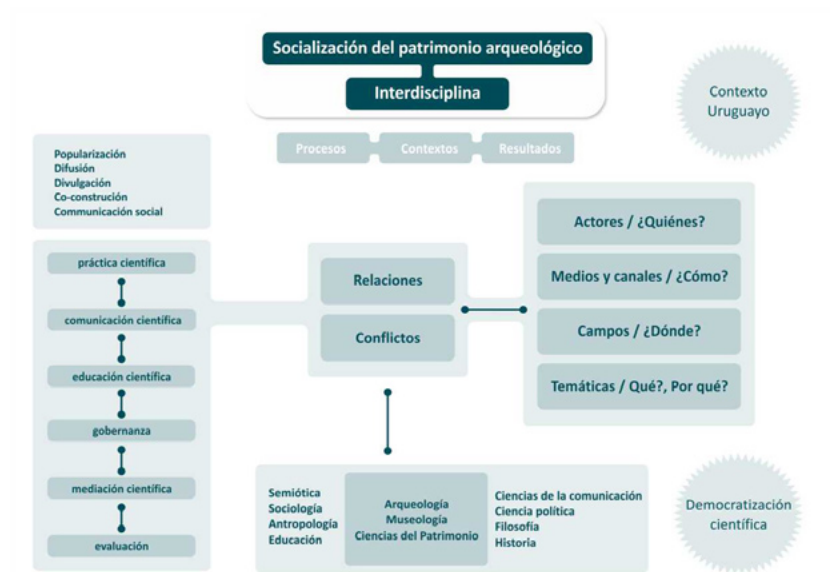 Socialización del patrimonio arqueológico
Interdisciplina
Contexto
Uruguayo
Procesos
Contextos
Resultados
Popularización
Difusión
Divulgación
Co-construción
Communicación social
práctica científica
comunicación científica
educación científica
gobernanza
mediación científica
evaluación
Relaciones
Conflictos
Actores / ¿Quiénes?
Medios y canales / ¿Cómo?
Campos / ¿Dónde?
Temáticas / Qué?, Por qué?
Semiótica
Sociología
Antropología
Educación
Arqueología
Museología
Ciencias del Patrimonio
Ciencias de la comunicación
Ciencia política
Filosofía
Historia
Democratización
científica